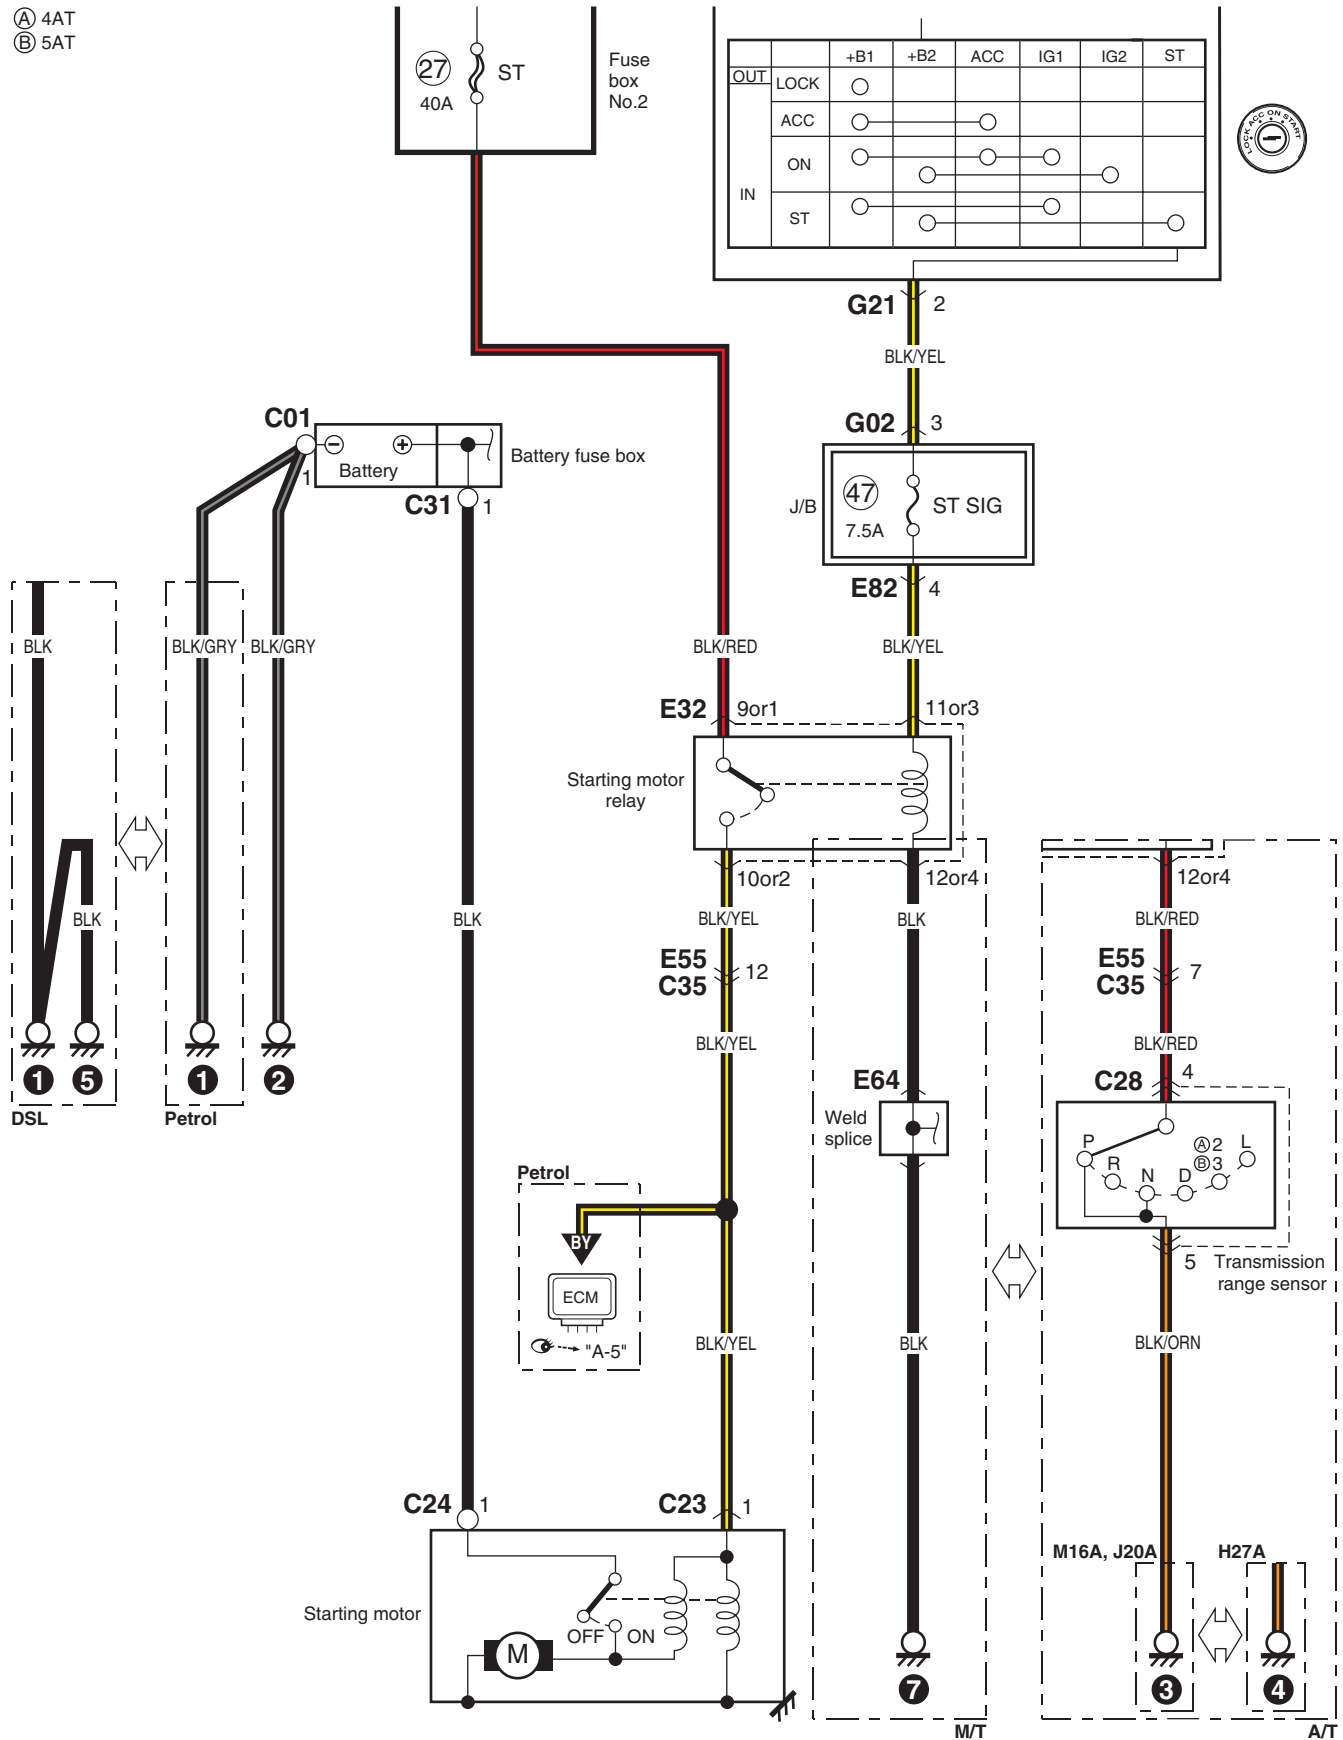 A 4AT
B 5AT
27
ST
40A
Fuse
box
No.2
+B1 +B2 ACC IG1 IG2 ST
OUT
LOCK
ACC
ON
IN
ST
LOCK ACC ON START
G21 2
BLK/YEL
G02 3
C01
1
Battery
Battery fuse box
C31 1
J/B
47
7.5A
ST SIG
E82 4
BLK
BLK/GRY
BLK/GRY
BLK/RED
BLK/YEL
E32 9or1
11or3
Starting motor
relay
10or2
12or4
12or4
BLK
BLK
BLK/YEL
BLK
BLK/RED
E55
C35
12
E55
C35
7
BLK/YEL
BLK/RED
1
5
1
2
DSL
Petrol
E64
Weld
splice
C28 4
P R N D A2 B3 L
Petrol
BY
ECM
"A-5"
5
Transmission
range sensor
BLK/YEL
BLK
BLK/ORN
C24 1
C23 1
M16A, J20A
H27A
Starting motor
OFF ON
M
7
3
4
M/T
A/T